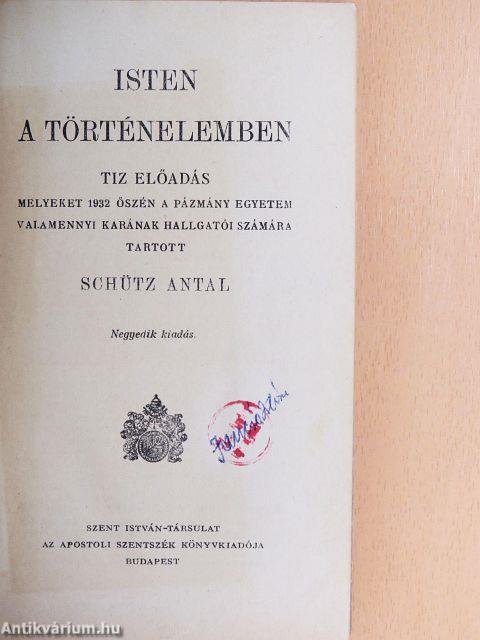 ISTEN
A TÖRTÉNELEMBEN
TIZ ELŐADÁS
MELYEKET 1932 ŐSZÉN A PÁZMÁNY EGYETEM
VALAMENNYI KARÁNAK HALLGATÓI SZÁMÁRA
TARTOTT
SCHÜTZ ANTAL
Negyedik kiadás.
SZENT ISTVÁN-TÁRSULAT
AZ APOSTOLI SZENTSZÉK KÖNYVKIADÓJA
BUDAPEST
Antikvárium.hu